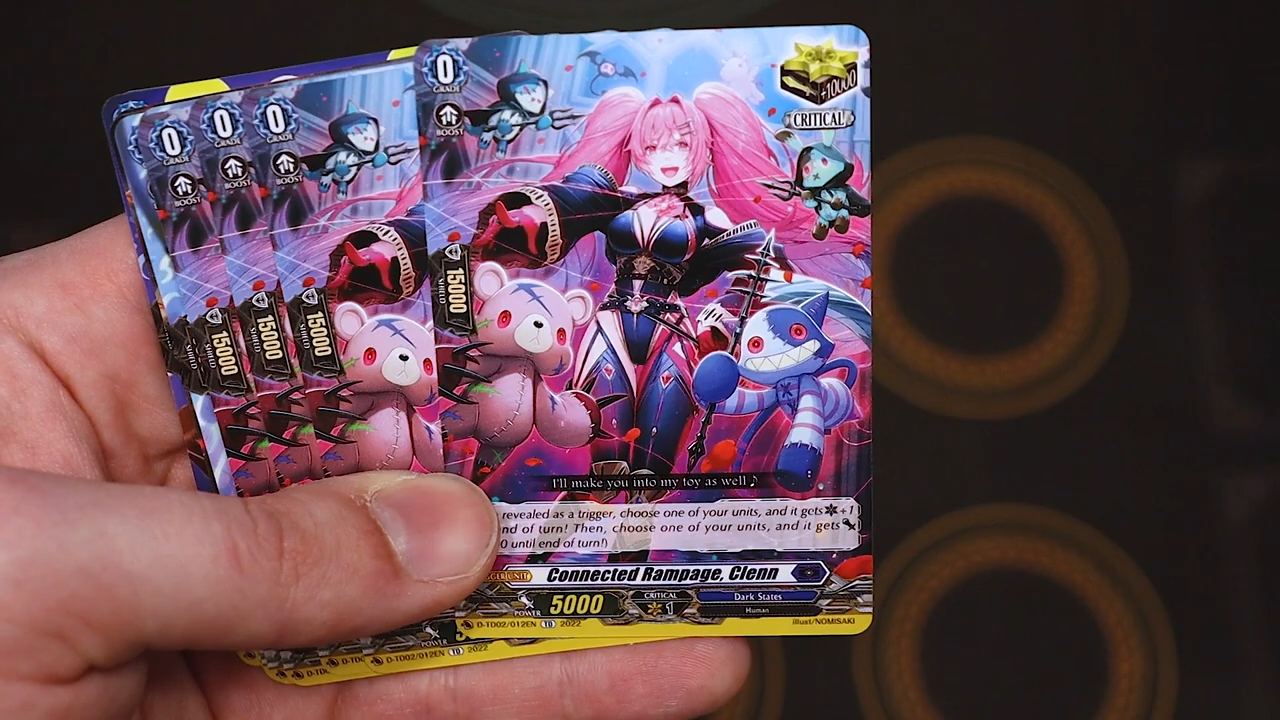 0
GRADE
BOOST
0
GRADE
BOOST
0
GRADE
BOOST
0
GRADE
BOOST
+10000
CRITICAL
15000
SHIELD
15000
SHIELD
15000
SHIELD
15000
SHIELD
I'll make you into my toy as well♪
revealed as a trigger, choose one of your units, and it gets +1
nd of turn! Then, choose one of your units, and it gets
0 until end of turn!)
GGER UNIT
Connected Rampage, Clenn
POWER 5000
CRITICAL
1
Dark States
Human
D-TD02/012EN TD 2022
illust/NOMISAKI
POWER
D-TD02/012EN TD 2022
D-TD
D-TD